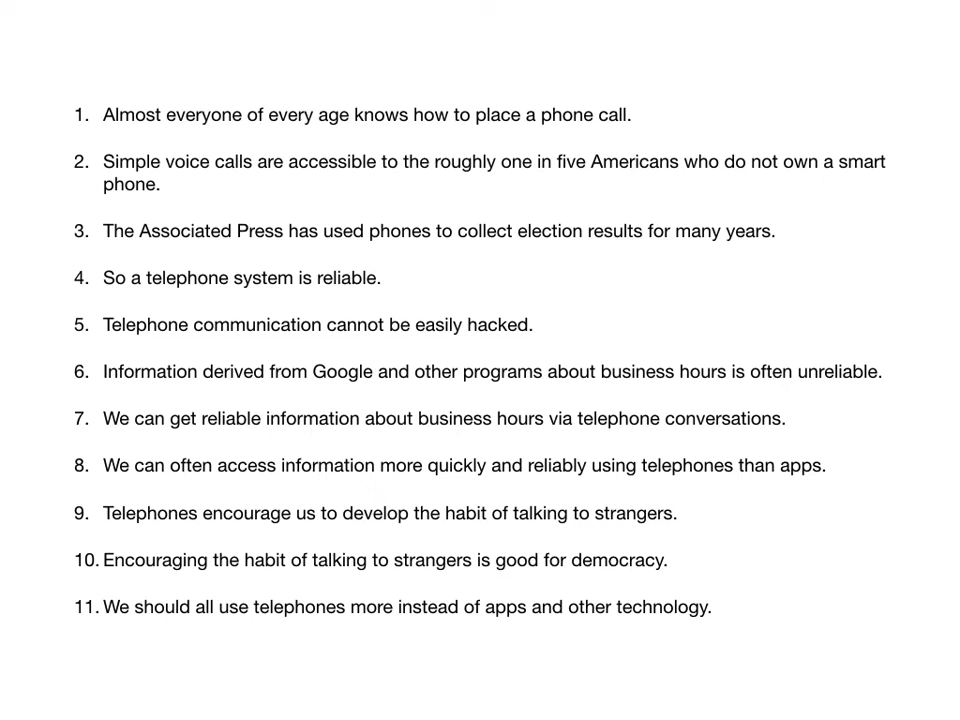 1. Almost everyone of every age knows how to place a phone call.
2. Simple voice calls are accessible to the roughly one in five Americans who do not own a smart
phone.
3. The Associated Press has used phones to collect election results for many years.
4. So a telephone system is reliable.
5. Telephone communication cannot be easily hacked.
6. Information derived from Google and other programs about business hours is often unreliable.
7. We can get reliable information about business hours via telephone conversations.
8. We can often access information more quickly and reliably using telephones than apps.
9. Telephones encourage us to develop the habit of talking to strangers.
10. Encouraging the habit of talking to strangers is good for democracy.
11. We should all use telephones more instead of apps and other technology.